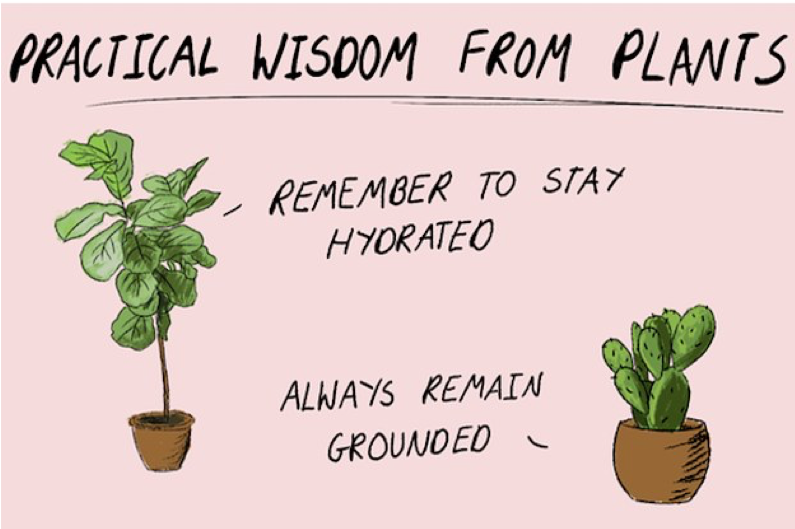 PRACTICAL WISDOM FROM PLANTS
REMEMBER TO STAY
HYDRATED
ALWAYS REMAIN
GROUNDED